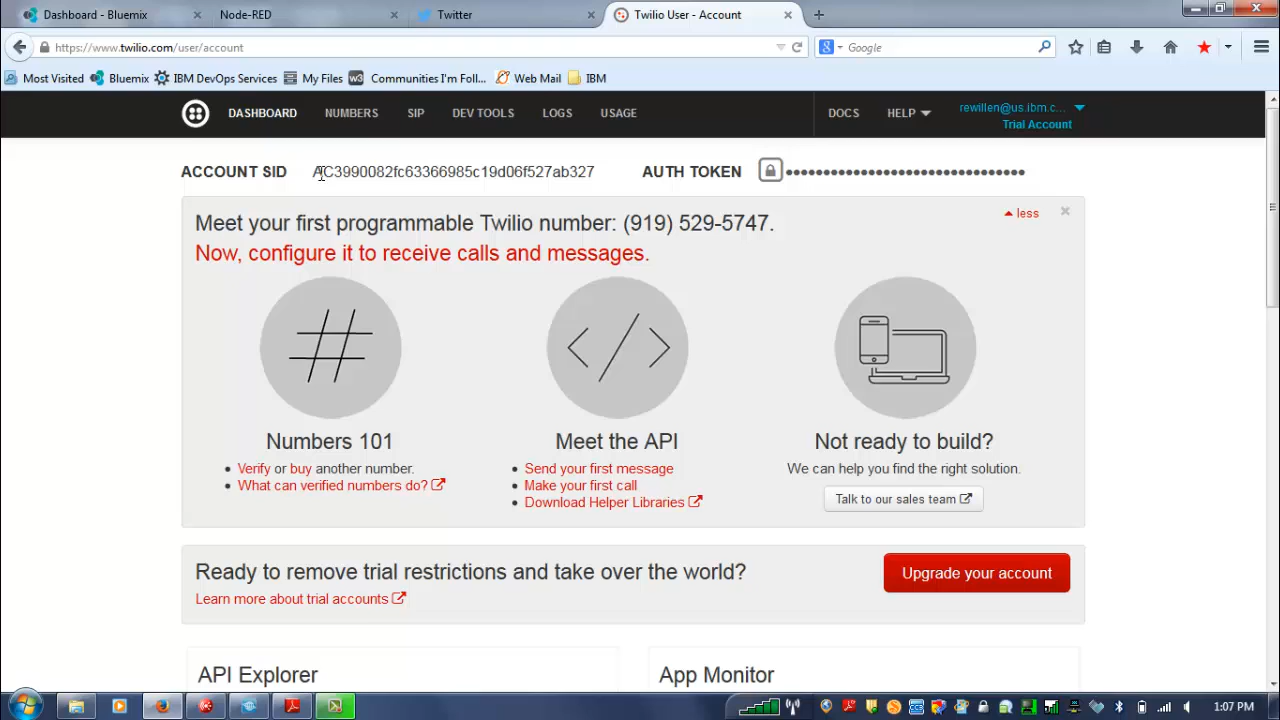 Dashboard - Bluemix
Node-RED
Twitter
Twilio User - Account
https://www.twilio.com/user/account
Google
Most Visited
Bluemix
IBM DevOps Services
My Files
Communities I'm Foll...
Web Mail
IBM
DASHBOARD
NUMBERS
SIP
DEV TOOLS
LOGS
USAGE
DOCS
HELP
rewillen@us.ibm.c...
Trial Account
ACCOUNT SID
AC3990082fc63366985c19d06f527ab327
AUTH TOKEN
Meet your first programmable Twilio number: (919) 529-5747.
less
Now, configure it to receive calls and messages.
Numbers 101
• Verify or buy another number.
• What can verified numbers do?
Meet the API
• Send your first message
• Make your first call
• Download Helper Libraries
Not ready to build?
We can help you find the right solution.
Talk to our sales team
Ready to remove trial restrictions and take over the world?
Learn more about trial accounts
Upgrade your account
API Explorer
App Monitor
1:07 PM